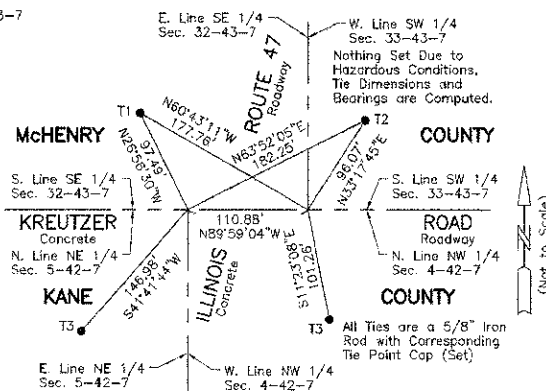 3-7
E. Line SE 1/4
Sec. 32-43-7
W. Line SW 1/4
Sec. 33-43-7
Nothing Set Due to
Hazardous Conditions.
Tie Dimensions and
Bearings are Computed.
ROUTE 47
Roadway
T1
T2
N60°43'11"W
177.76'
N63°52'05"E
182.25'
McHENRY
COUNTY
97.49'
N26°56'30"W
96.07'
N33°17'45"E
S. Line SE 1/4
Sec. 32-43-7
S. Line SW 1/4
Sec. 33-43-7
KREUTZER
Concrete
110.88'
N89°59'04"W
ROAD
Roadway
N. Line NE 1/4
Sec. 5-42-7
N. Line NW 1/4
Sec. 4-42-7
N
(Not to Scale)
146.98'
S41°41'44"W
ILLINOIS
Concrete
101.26'
S11°23'08"E
KANE
COUNTY
T3
T3
All Ties are a 5/8" Iron
Rod with Corresponding
Tie Point Cap (Set)
E. Line NE 1/4
Sec. 5-42-7
W. Line NW 1/4
Sec. 4-42-7